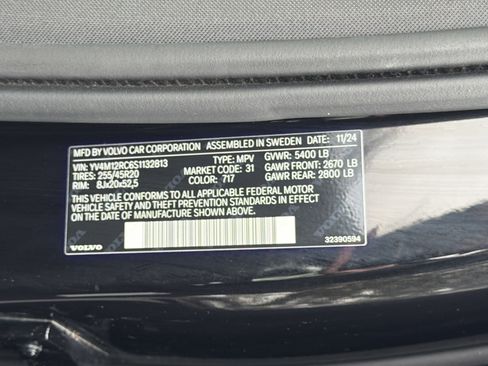 MFD. BY VOLVO CAR CORPORATION ASSEMBLED IN SWEDEN 11/24
VIN: YV4M12RC6S1132813 TYPE: MPV GVWR: 5400 LB
TIRES: 255/45R20 MARKET CODE: 31 GAWR FRONT: 2670 LB
RIM: 8Jx20x52,5 COLOR: 717 GAWR REAR: 2800 LB
THIS VEHICLE CONFORMS TO ALL APPLICABLE FEDERAL MOTOR
VEHICLE SAFETY AND THEFT PREVENTION STANDARDS IN EFFECT
ON THE DATE OF MANUFACTURE SHOWN ABOVE.
VOLVO 32390594